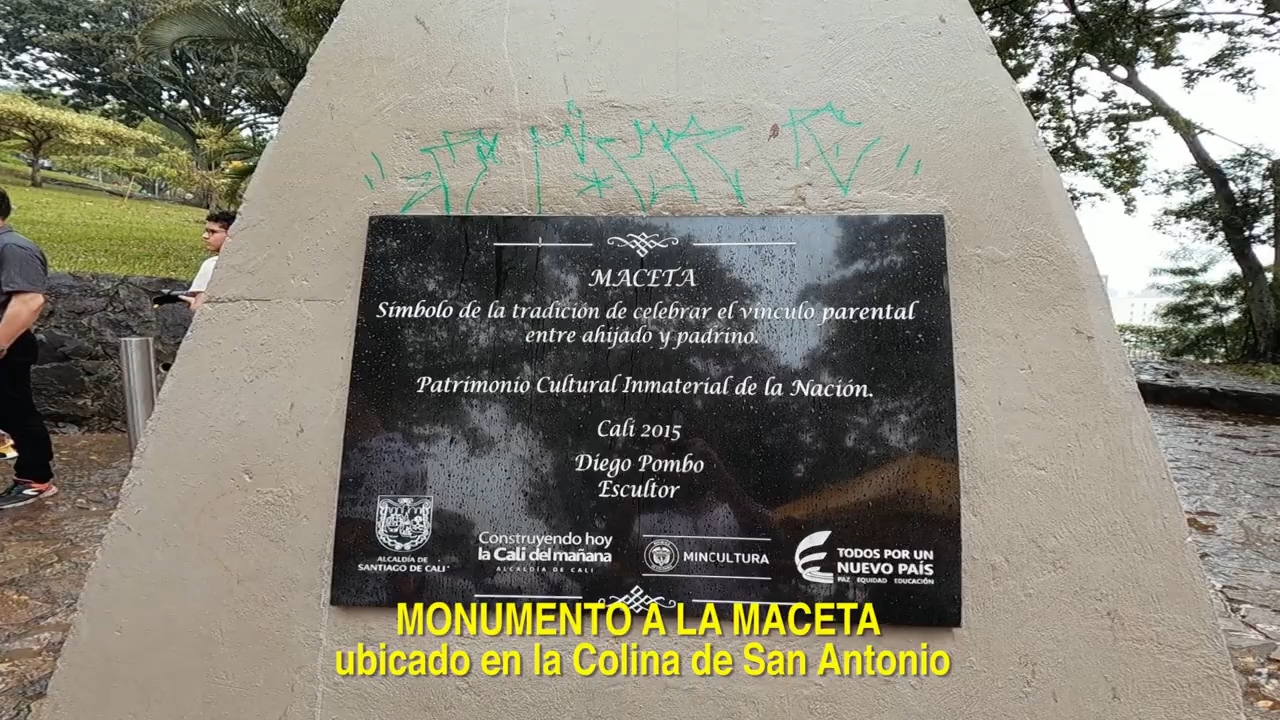 MACETA
Símbolo de la tradición de celebrar el vínculo parental
entre ahijado y padrino.
Patrimonio Cultural Inmaterial de la Nación.
Cali 2015
Diego Pombo
Escultor
ALCALDÍA DE
SANTIAGO DE CALI
Construyendo hoy
la Cali del mañana
ALCALDÍA DE CALI
MINCULTURA
TODOS POR UN
NUEVO PAÍS
PAZ EQUIDAD EDUCACIÓN
MONUMENTO A LA MACETA
ubicado en la Colina de San Antonio